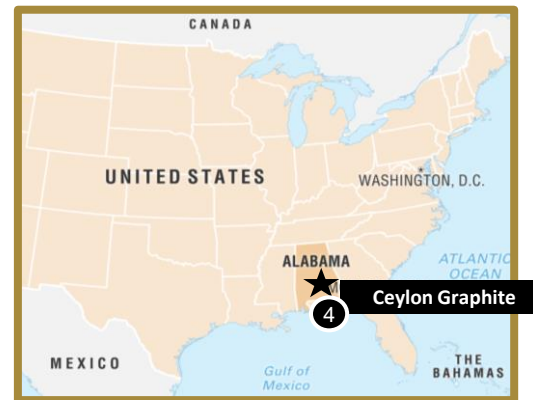 CANADA
UNITED STATES
WASHINGTON, D.C.
ALABAMA
ATLANTIC
OCEAN
M
Ceylon Graphite
4
MEXICO
Gulf of
Mexico
THE
BAHAMAS